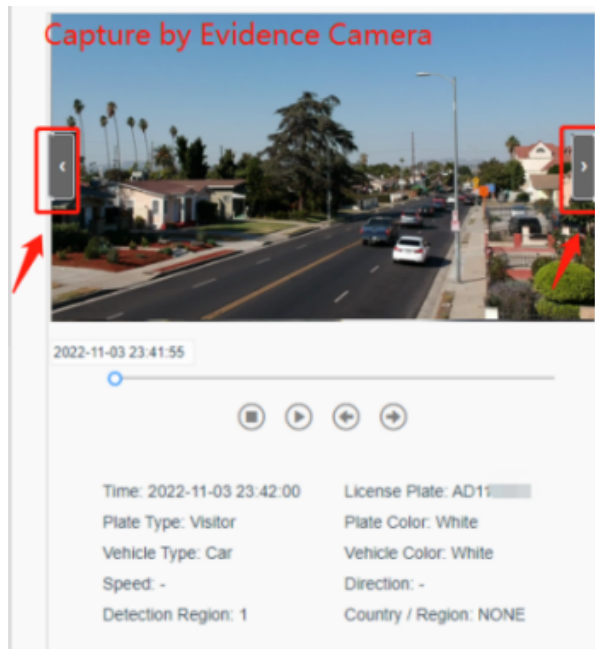 Capture by Evidence Camera
2022-11-03 23:41:55
Time: 2022-11-03 23:42:00 License Plate: AD11
Plate Type: Visitor Plate Color: White
Vehicle Type: Car Vehicle Color: White
Speed: - Direction: -
Detection Region: 1 Country / Region: NONE